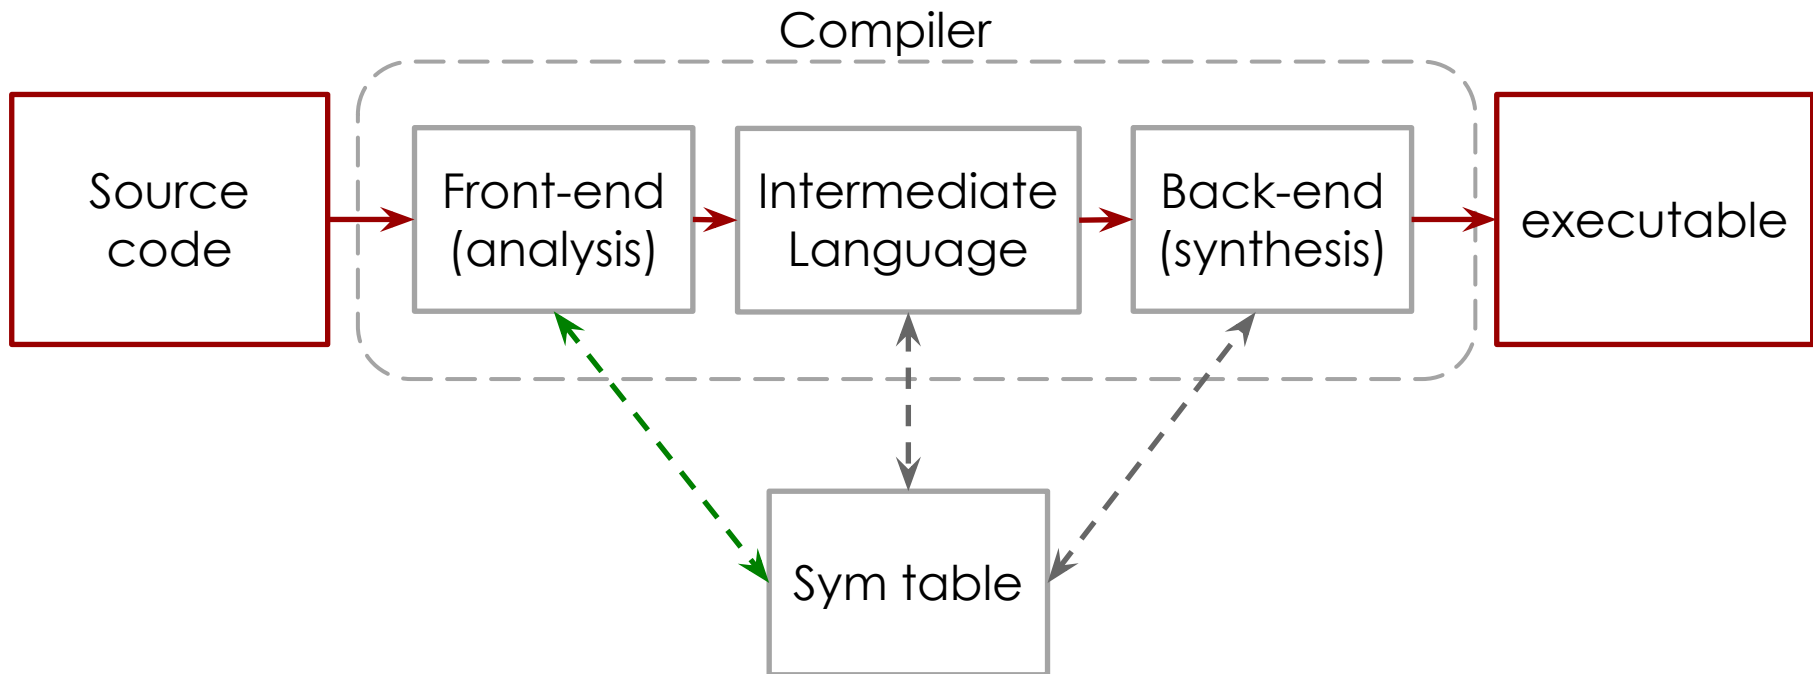 Compiler
Source
code
Front-end
(analysis)
Intermediate
Language
Back-end
(synthesis)
executable
Sym table